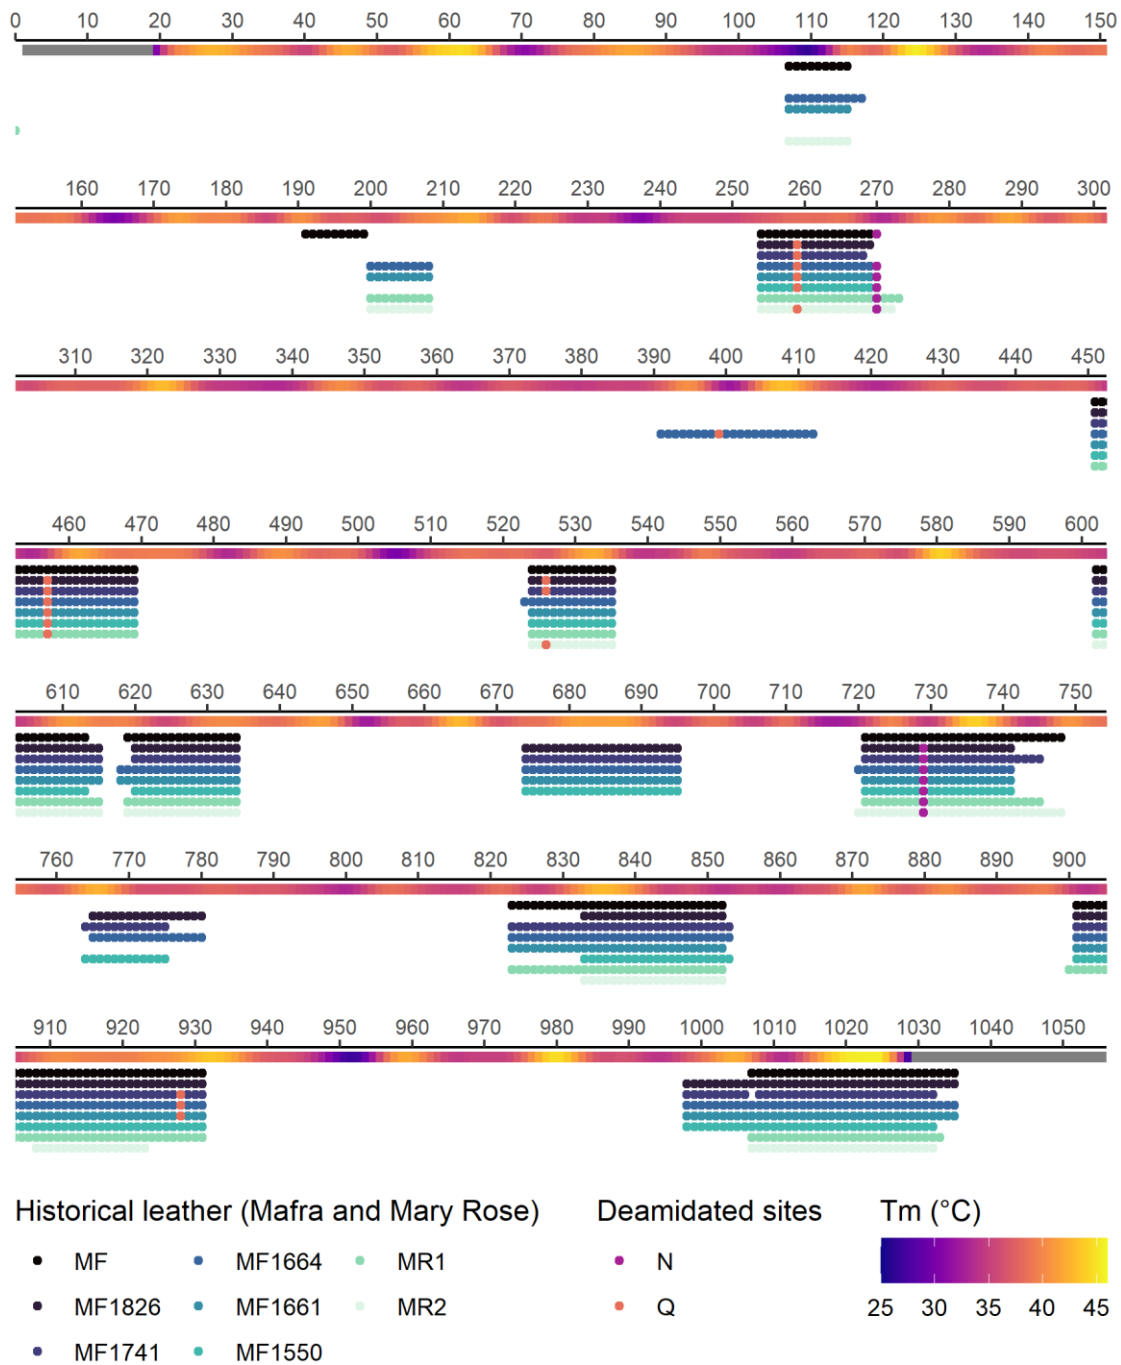 0 10 20 30 40 50 60 70 80 90 100 110 120 130 140 150
160 170 180 190 200 210 220 230 240 250 260 270 280 290 300
310 320 330 340 350 360 370 380 390 400 410 420 430 440 450
460 470 480 490 500 510 520 530 540 550 560 570 580 590 600
610 620 630 640 650 660 670 680 690 700 710 720 730 740 750
760 770 780 790 800 810 820 830 840 850 860 870 880 890 900
910 920 930 940 950 960 970 980 990 1000 1010 1020 1030 1040 1050
Historical leather (Mafra and Mary Rose) Deamidated sites Tm (°C)
MF MF1664 MR1 N
MF1826 MF1661 MR2 Q 25 30 35 40 45
MF1741 MF1550